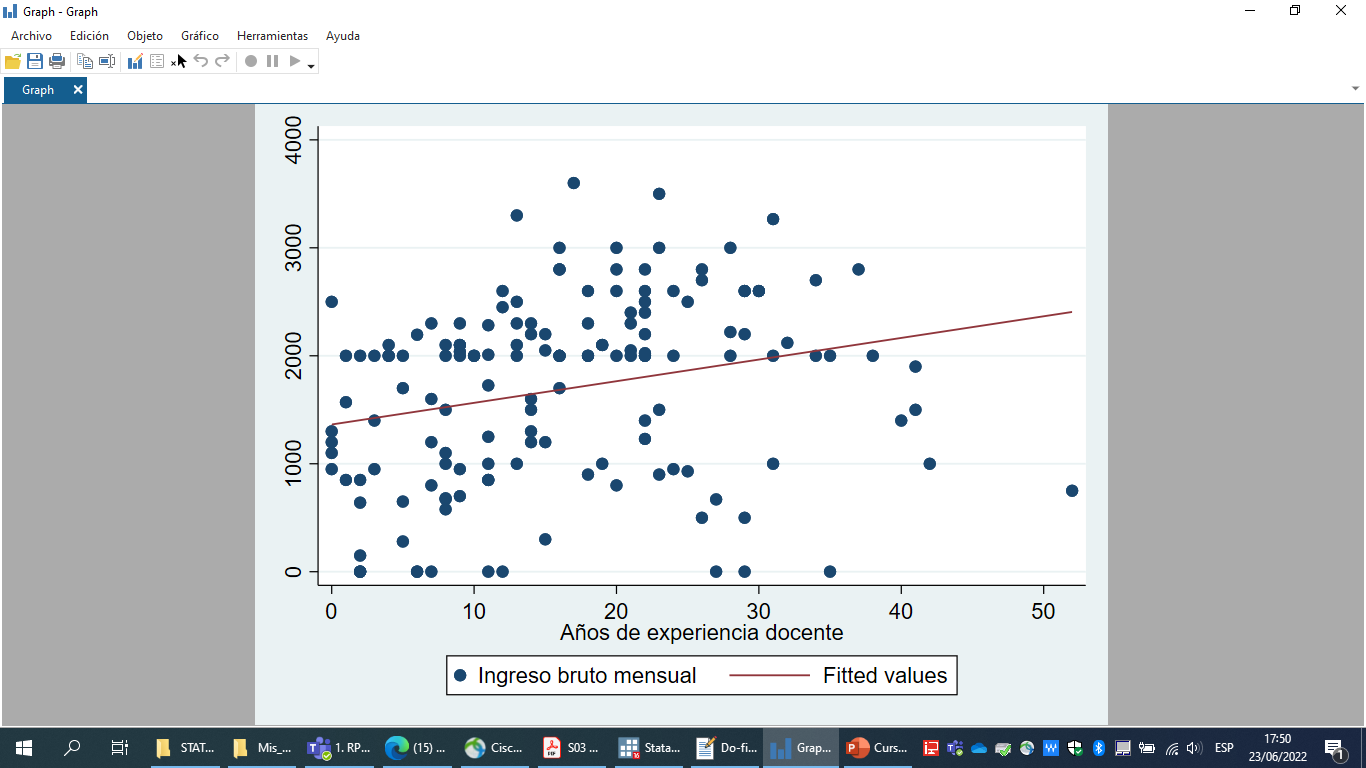 Graph - Graph
Archivo Edición Objeto Gráfico Herramientas Ayuda
Graph
4000
3000
2000
1000
0
0 10 20 30 40 50
Años de experiencia docente
Ingreso bruto mensual Fitted values
STAT... Mis_... 1. RP... (15) ... Cisc... S03 ... Stata... Do-fi... Grap... Curs... ESP 17:50
23/06/2022
1